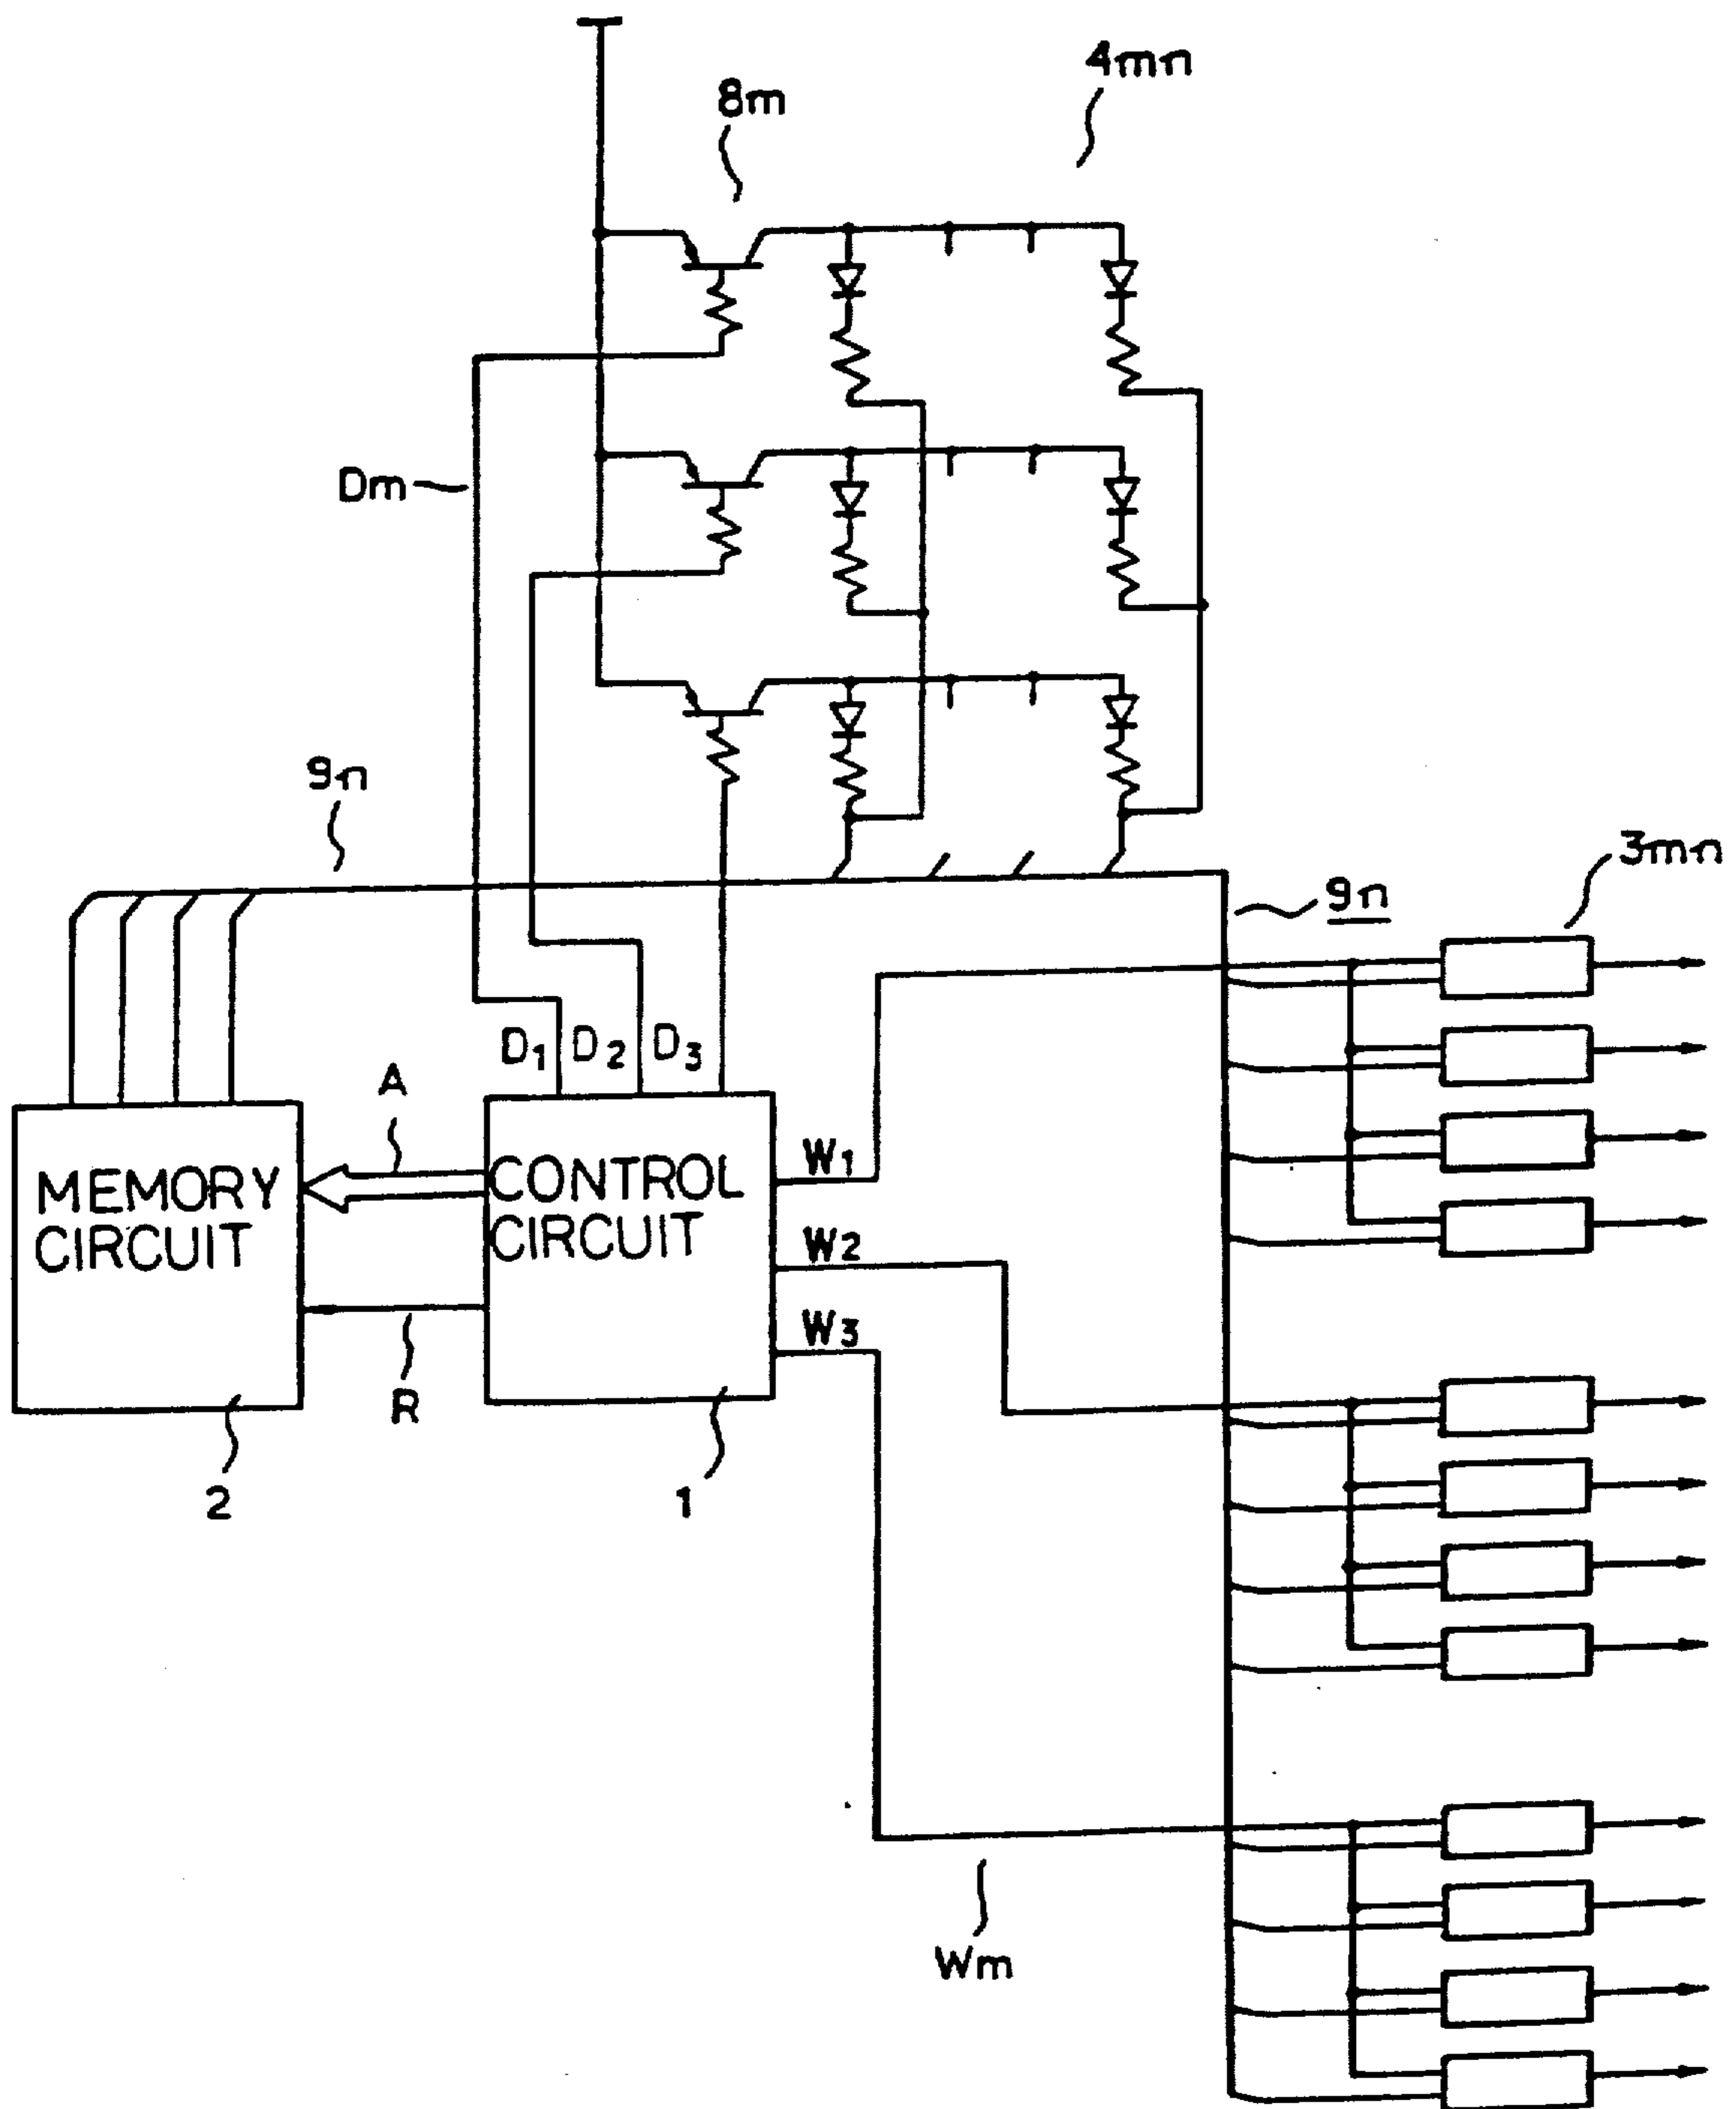 4mn
8m
Dm
9n
3mn
9n
D1 D2 D3
A
MEMORY
CIRCUIT
CONTROL
CIRCUIT
W1
W2
W3
R
2
1
Wm